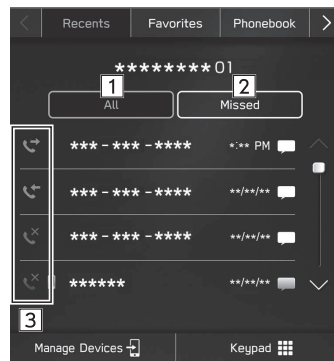 Recents Favorites Phonebook
********01
1 2
All Missed
***-***-**** *:** PM
***-***-**** **/**/**
***-***-**** **/**/**
****** **/**/**
3
Manage Devices Keypad